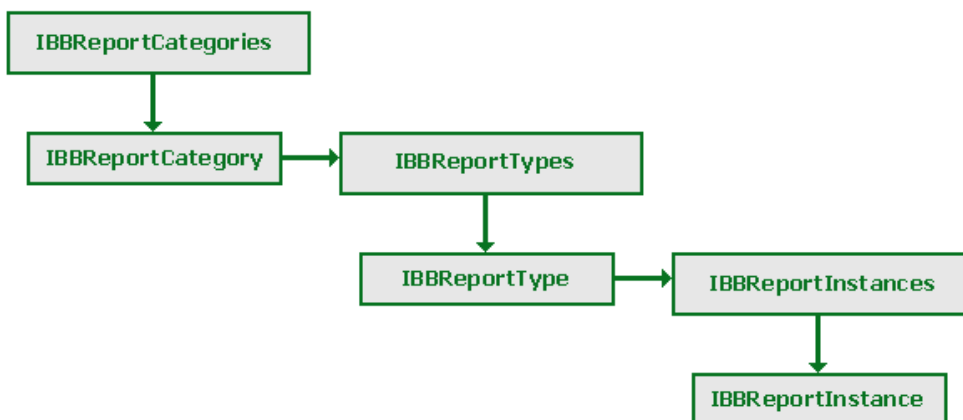 IBBReportCategories
IBBReportCategory
IBBReportTypes
IBBReportType
IBBReportInstances
IBBReportInstance